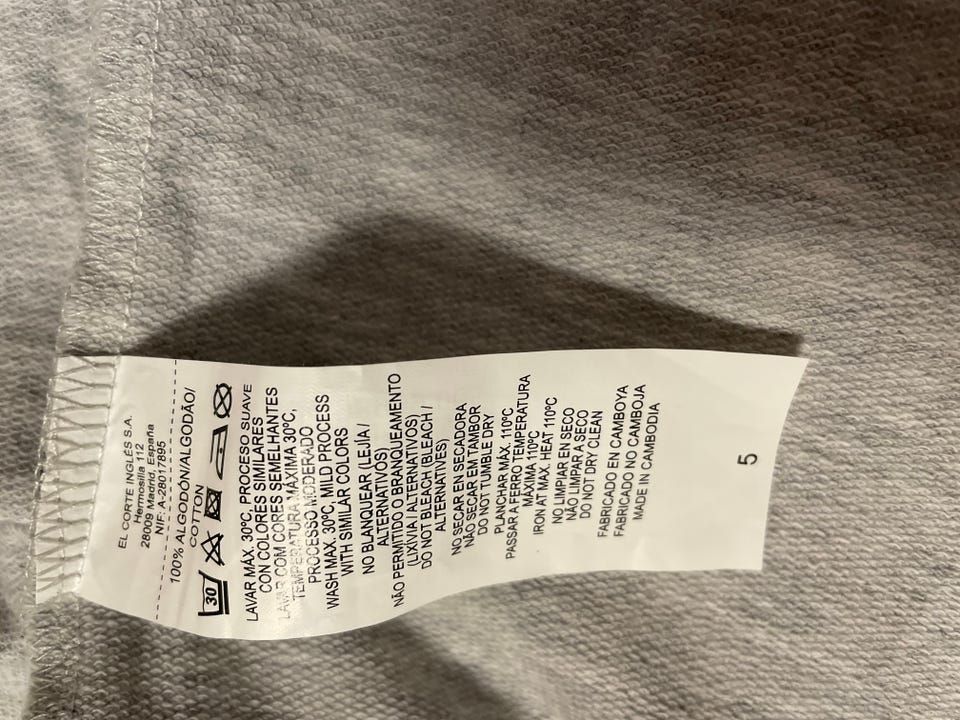 EL CORTE INGLÉS S.A.
Hermosilla 112
28009 Madrid, España
NIF: A-28017895
100% ALGODÓN/ALGODÃO/
COTTON
30
LAVAR MÁX. 30ºC, PROCESO SUAVE
CON COLORES SIMILARES
LAVAR COM CORES SEMELHANTES
TEMPERATURA MÁXIMA 30ºC,
PROCESSO MODERADO
WASH MAX. 30ºC, MILD PROCESS
WITH SIMILAR COLORS
NO BLANQUEAR (LEJÍA /
ALTERNATIVOS)
NÃO PERMITIDO O BRANQUEAMENTO
(LIXIVIA / ALTERNATIVOS)
DO NOT BLEACH (BLEACH /
ALTERNATIVES)
NO SECAR EN SECADORA
NÃO SECAR EM TAMBOR
DO NOT TUMBLE DRY
PLANCHAR MÁX. 110ºC
PASSAR A FERRO TEMPERATURA
MÁXIMA 110ºC
IRON AT MAX. HEAT 110ºC
NO LIMPIAR EN SECO
NÃO LIMPAR A SECO
DO NOT DRY CLEAN
FABRICADO EN CAMBOYA
FABRICADO NO CAMBOJA
MADE IN CAMBODIA
5